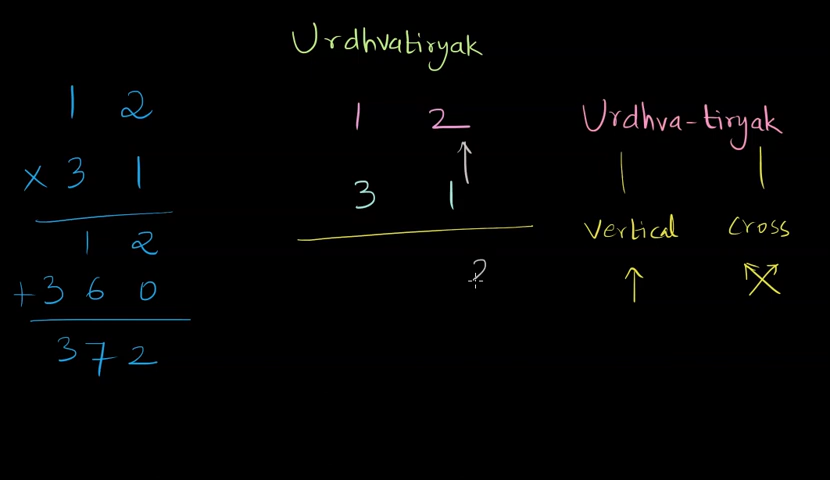 Urdhvatiryak
1 2
x 3 1
1 2
+ 3 6 0
3 7 2
1 2
3 1
2
Urdhva-tiryak
Vertical Cross